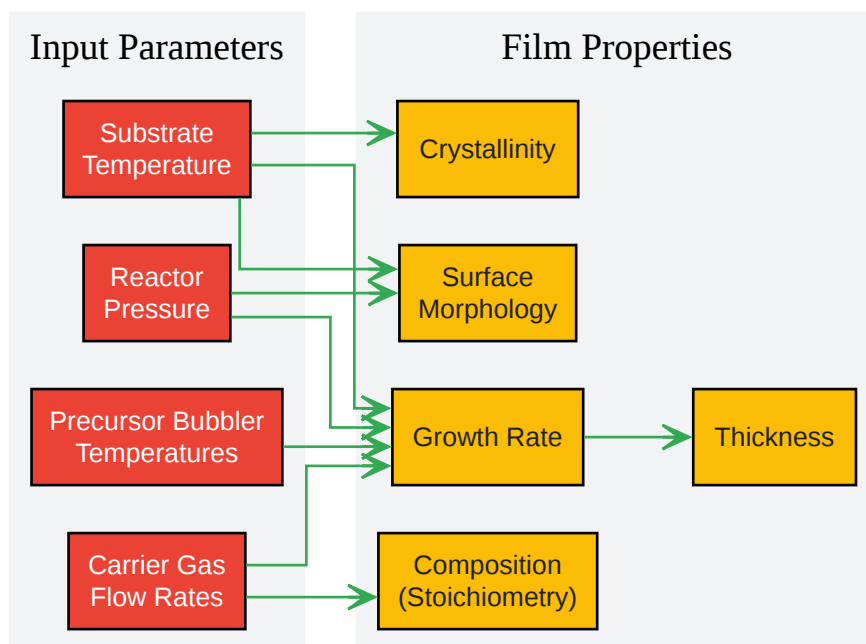 Input Parameters
Film Properties
Substrate
Temperature
Crystallinity
Reactor
Pressure
Surface
Morphology
Precursor Bubbler
Temperatures
Growth Rate
Thickness
Carrier Gas
Flow Rates
Composition
(Stoichiometry)